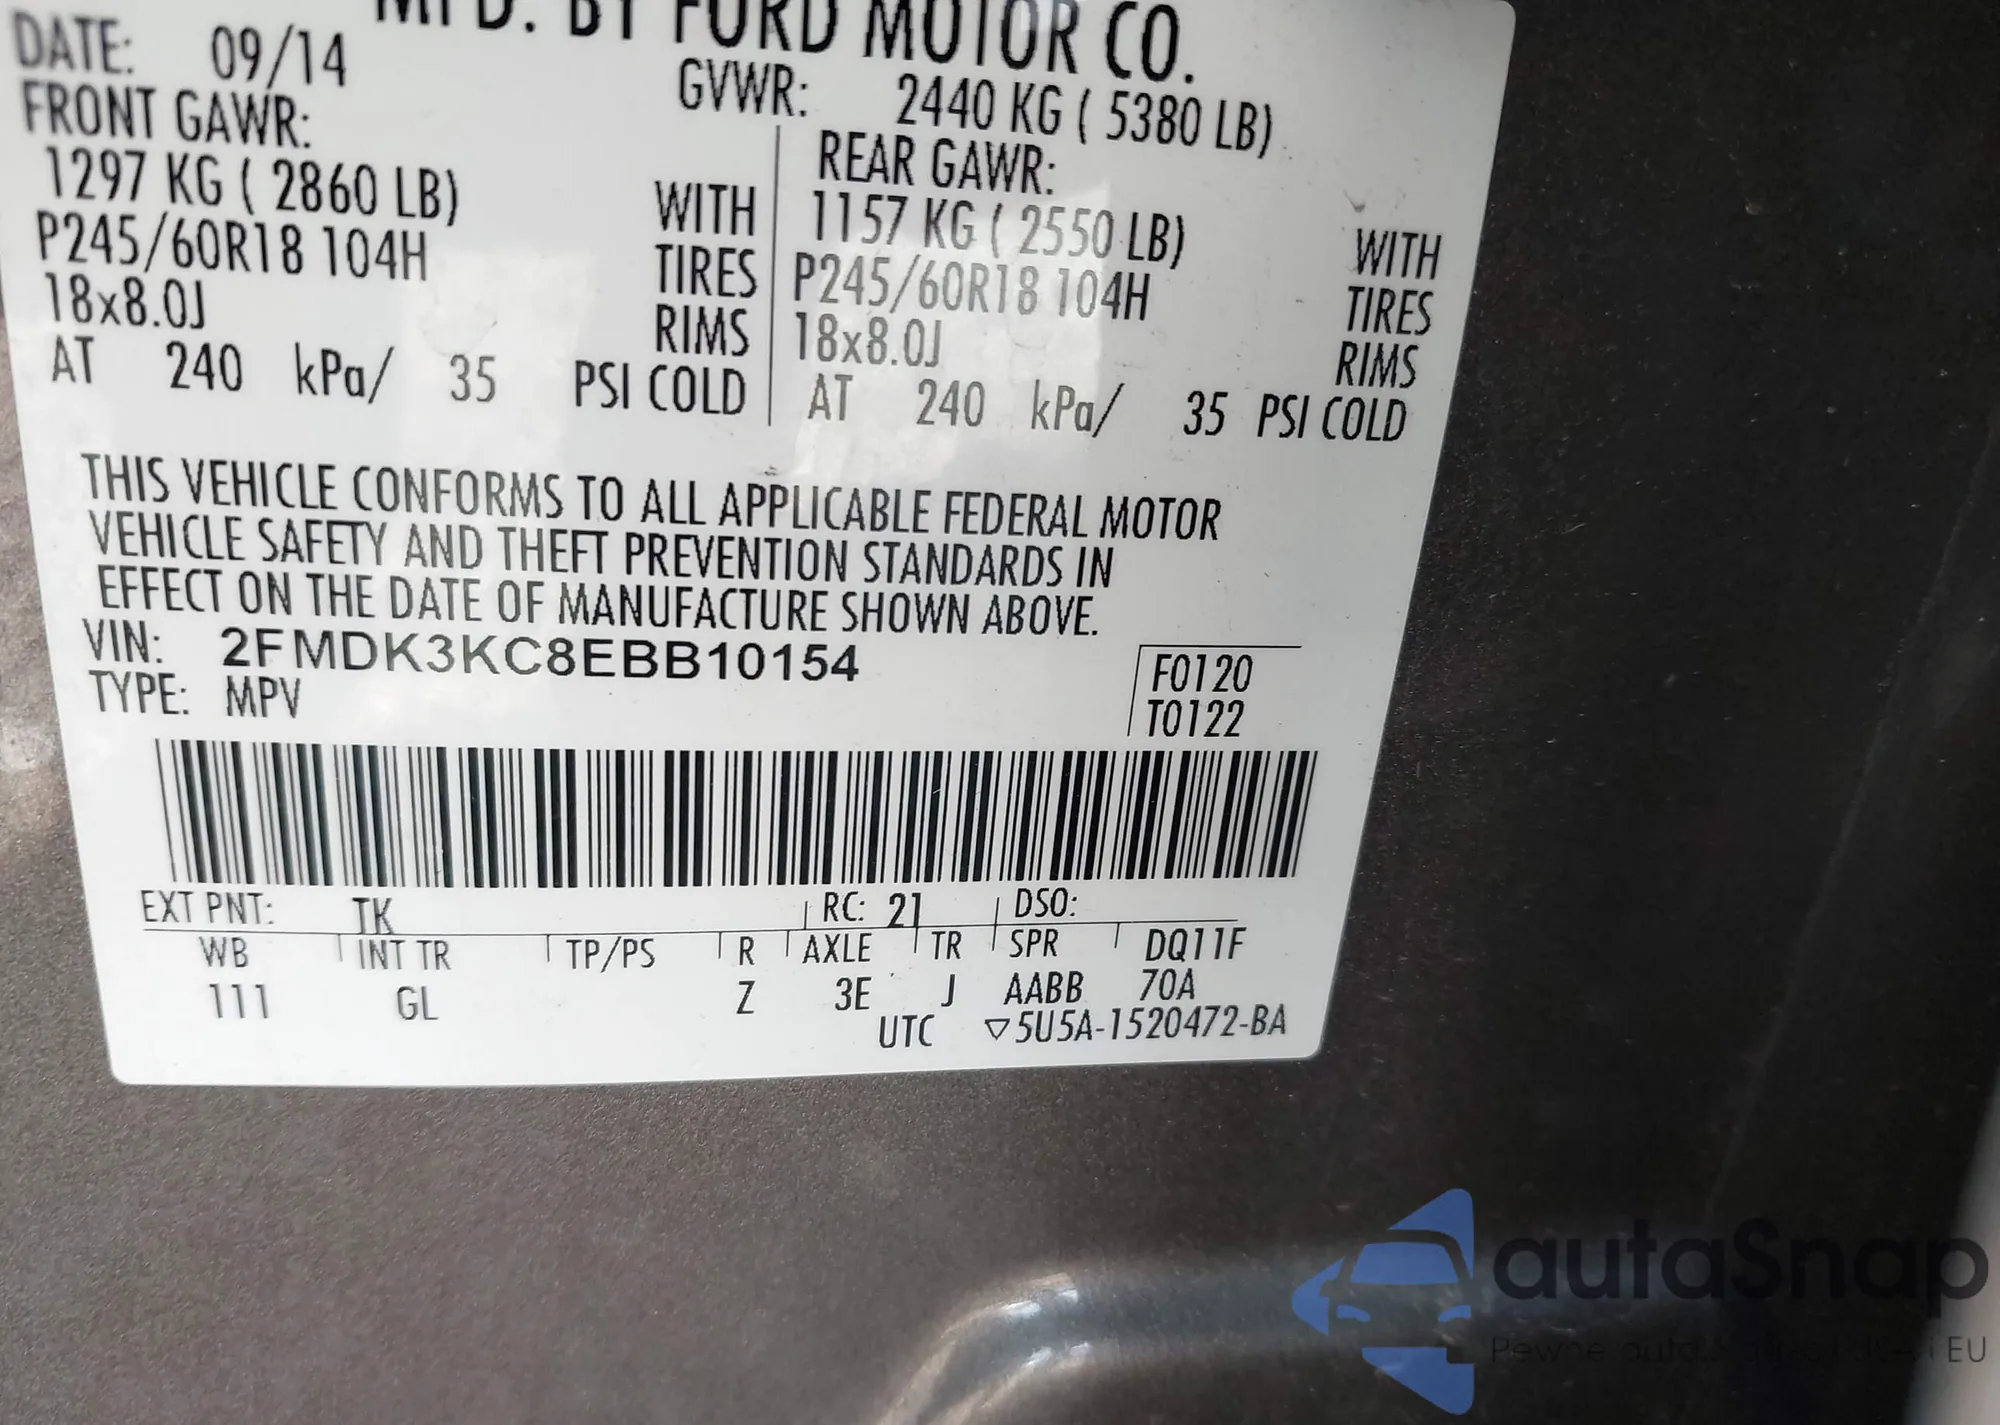 MFD. BY FORD MOTOR CO.
DATE: 09/14 GVWR: 2440 KG ( 5380 LB)
FRONT GAWR: REAR GAWR:
1297 KG ( 2860 LB) WITH 1157 KG ( 2550 LB) WITH
P245/60R18 104H TIRES P245/60R18 104H TIRES
18x8.0J RIMS 18x8.0J RIMS
AT 240 kPa/ 35 PSI COLD AT 240 kPa/ 35 PSI COLD
THIS VEHICLE CONFORMS TO ALL APPLICABLE FEDERAL MOTOR
VEHICLE SAFETY AND THEFT PREVENTION STANDARDS IN
EFFECT ON THE DATE OF MANUFACTURE SHOWN ABOVE.
VIN: 2FMDK3KC8EBB10154 F0120
TYPE: MPV T0122
EXT PNT: TK RC: 21 DSO:
WB INT TR TP/PS R AXLE TR SPR DQ11F
111 GL Z 3E J AABB 70A
UTC ▽5U5A-1520472-BA
autaSnap
Pewne auta EU